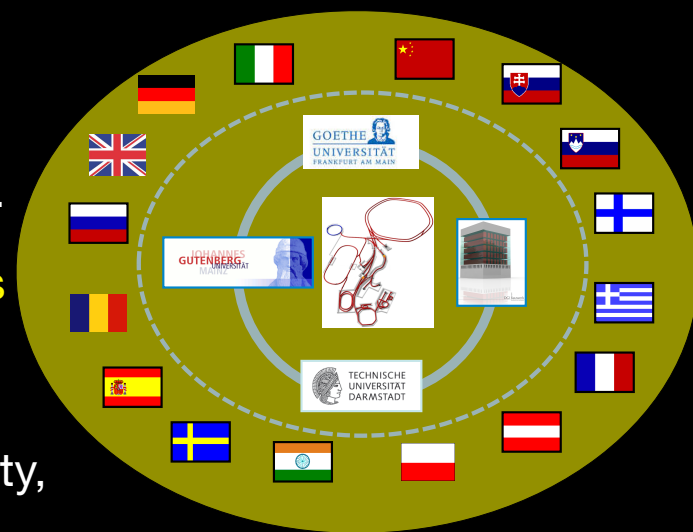 GOETHE
UNIVERSITÄT
FRANKFURT AM MAIN
JOHANNES
GUTENBERG
UNIVERSITÄT
MAINZ
TECHNISCHE
UNIVERSITÄT
DARMSTADT
s
ty,